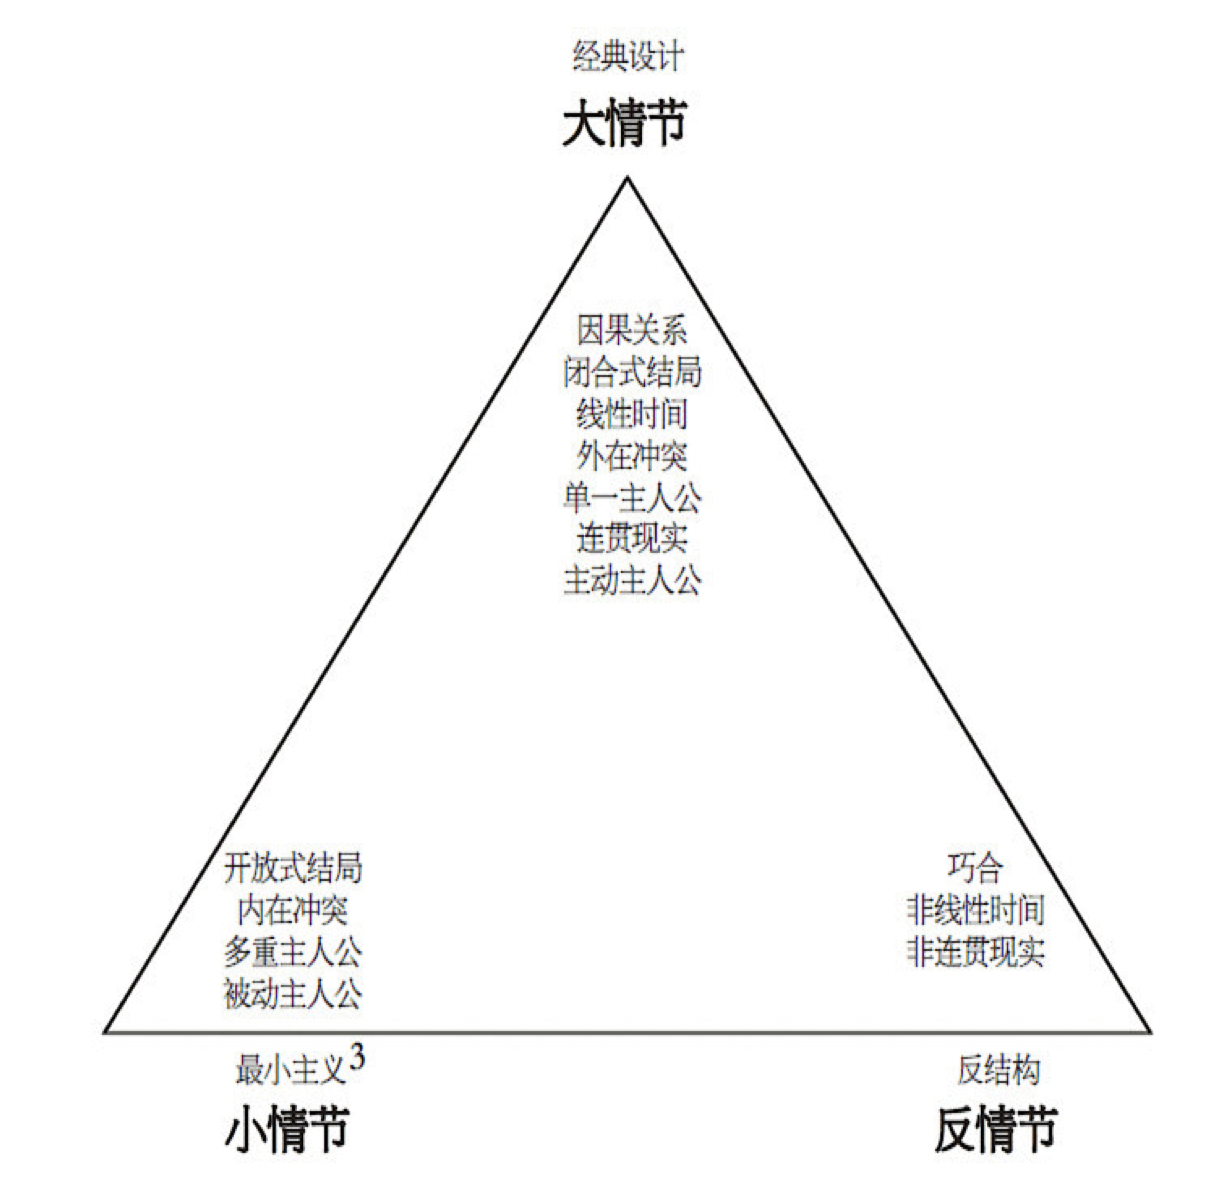 经典设计
大情节
因果关系
闭合式结局
线性时间
外在冲突
单一主人公
连贯现实
主动主人公
开放式结局
内在冲突
多重主人公
被动主人公
巧合
非线性时间
非连贯现实
最小主义3
小情节
反结构
反情节